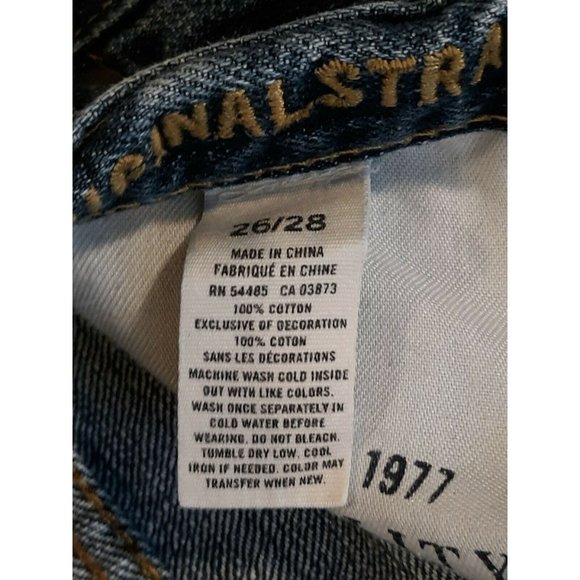 INALSTRA
26/28
MADE IN CHINA
FABRIQUÉ EN CHINE
RN 54485 CA 03873
100% COTTON
EXCLUSIVE OF DECORATION
100% COTON
SANS LES DÉCORATIONS
MACHINE WASH COLD INSIDE
OUT WITH LIKE COLORS.
WASH ONCE SEPARATELY IN
COLD WATER BEFORE
WEARING. DO NOT BLEACH.
TUMBLE DRY LOW. COOL
IRON IF NEEDED. COLOR MAY
TRANSFER WHEN NEW.
1977